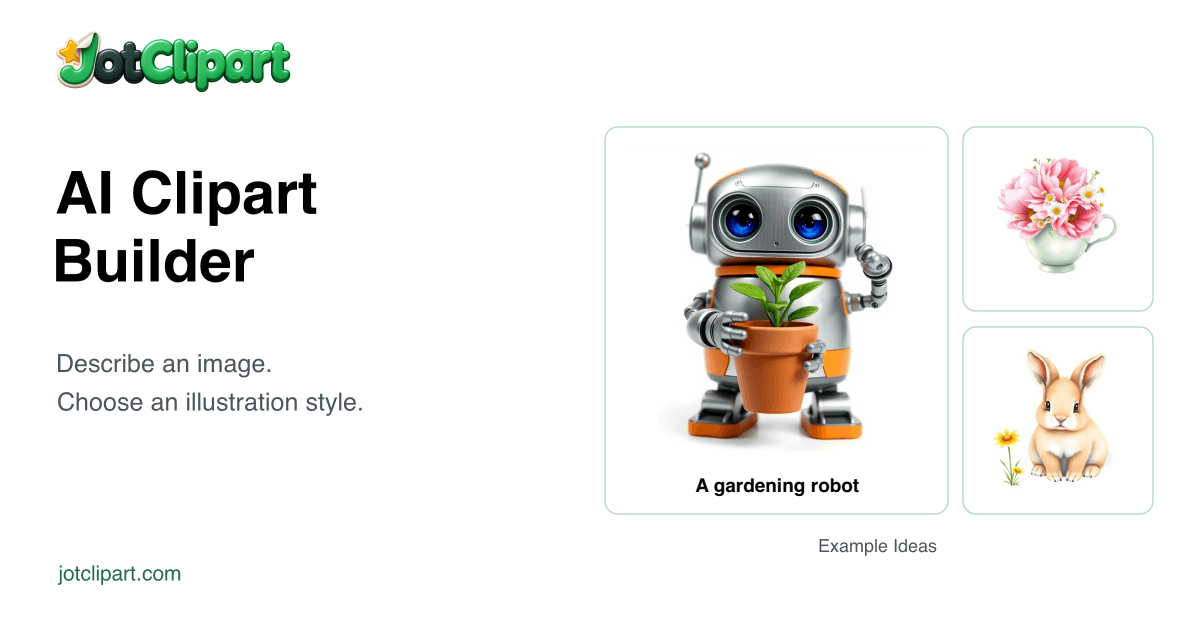 JotClipart
AI Clipart
Builder
Describe an image.
Choose an illustration style.
jotclipart.com
A gardening robot
Example Ideas